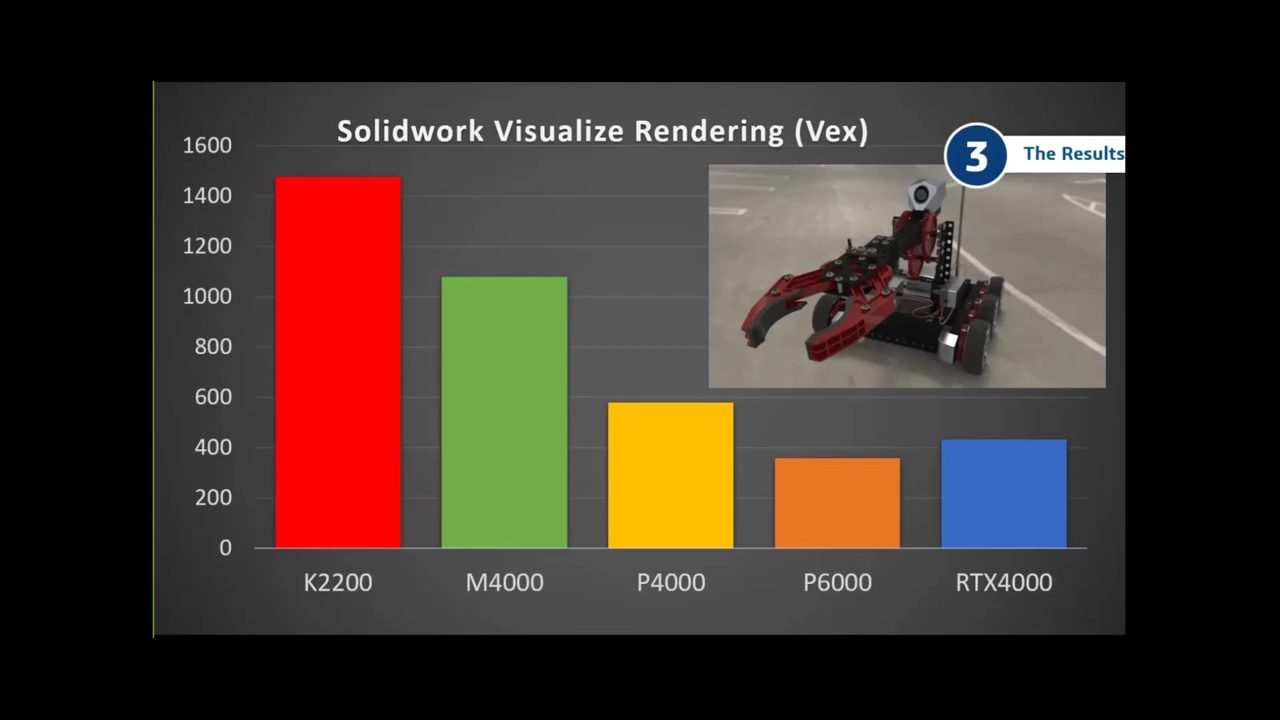 Solidwork Visualize Rendering (Vex)
3
The Results
1600
1400
1200
1000
800
600
400
200
0
K2200
M4000
P4000
P6000
RTX4000